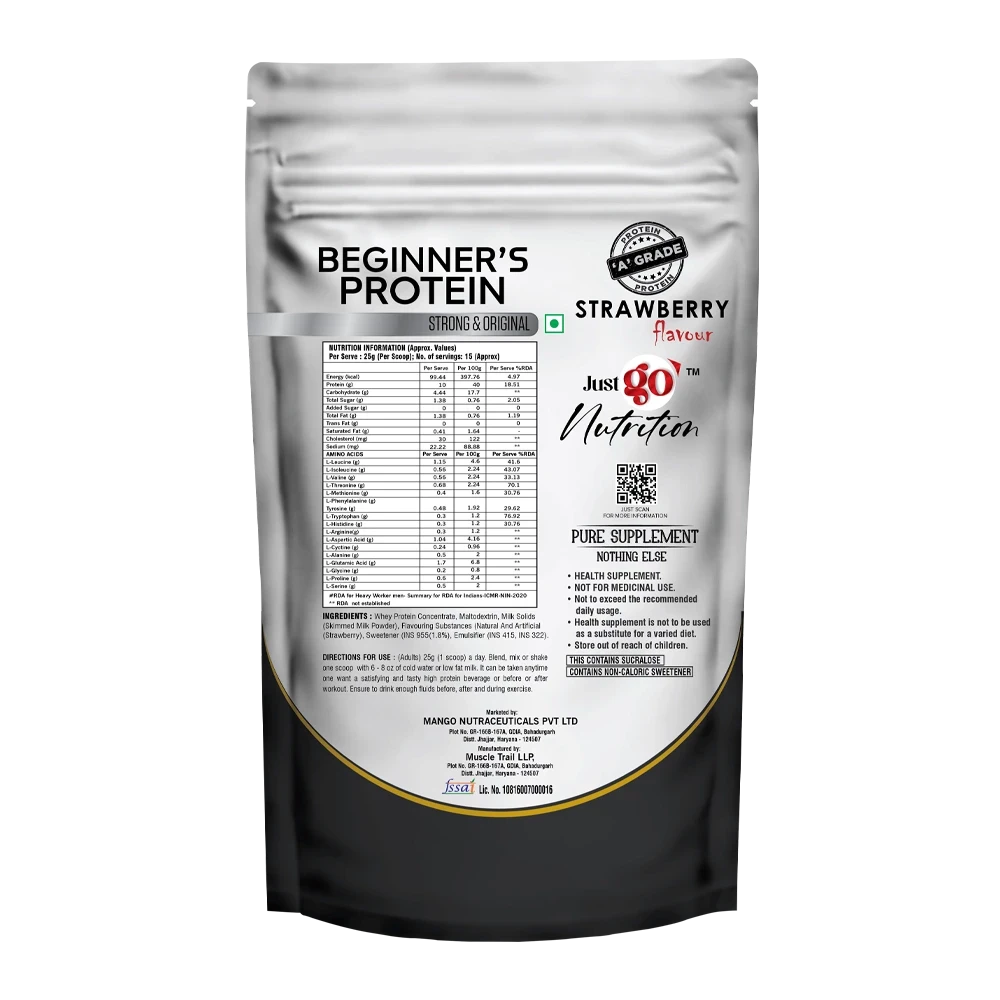 BEGINNER'S
PROTEIN
STRONG & ORIGINAL
PROTEIN
'A' GRADE
PROTEIN
STRAWBERRY
flavour
Just go TM
Nutrition
JUST SCAN
FOR MORE INFORMATION
PURE SUPPLEMENT
NOTHING ELSE
• HEALTH SUPPLEMENT.
• NOT FOR MEDICINAL USE.
• Not to exceed the recommended
daily usage.
• Health supplement is not to be used
as a substitute for a varied diet.
• Store out of reach of children.
THIS CONTAINS SUCRALOSE
CONTAINS NON-CALORIC SWEETENER
NUTRITION INFORMATION (Approx. Values)
Per Serve : 25g (Per Scoop); No. of servings: 15 (Approx)
Per Serve Per 100g Per Serve %RDA
Energy (kcal) 99.44 397.76 4.97
Protein (g) 10 40 18.51
Carbohydrate (g) 4.44 17.7 **
Total Sugar (g) 1.38 0.76 2.05
Added Sugar (g) 0 0 0
Total Fat (g) 1.38 0.76 1.19
Trans Fat (g) 0 0 0
Saturated Fat (g) 0.41 1.64 -
Cholesterol (mg) 30 122 **
Sodium (mg) 22.22 88.88 **
AMINO ACIDS Per Serve Per 100g Per Serve %RDA
L-Leucine (g) 1.15 4.6 41.6
L-Isoleucine (g) 0.56 2.24 43.07
L-Valine (g) 0.56 2.24 33.13
L-Threonine (g) 0.68 2.24 70.1
L-Methionine (g) 0.4 1.6 30.76
L-Phenylalanine (g)
Tyrosine (g) 0.48 1.92 29.62
L-Tryptophan (g) 0.3 1.2 76.92
L-Histidine (g) 0.3 1.2 30.76
L-Arginine(g) 0.3 1.2 **
L-Aspartic Acid (g) 1.04 4.16 **
L-Cyctine (g) 0.24 0.96 **
L-Alanine (g) 0.5 2 **
L-Glutamic Acid (g) 1.7 6.8 **
L-Glycine (g) 0.2 0.8 **
L-Proline (g) 0.6 2.4 **
L-Serine (g) 0.5 2 **
#RDA for Heavy Worker men- Summary for RDA for Indians-ICMR-NIN-2020
** RDA not established
INGREDIENTS : Whey Protein Concentrate, Maltodextrin, Milk Solids
(Skimmed Milk Powder), Flavouring Substances (Natural And Artificial
(Strawberry), Sweetener (INS 955(1.8%), Emulsifier (INS 415, INS 322).
DIRECTIONS FOR USE : (Adults) 25g (1 scoop) a day. Blend, mix or shake
one scoop with 6 - 8 oz of cold water or low fat milk. It can be taken anytime
one want a satisfying and tasty high protein beverage or before or after
workout. Ensure to drink enough fluids before, after and during exercise.
Marketed by:
MANGO NUTRACEUTICALS PVT LTD
Plot No. GR-166B-167A, GDIA, Bahadurgarh
Distt. Jhajjar, Haryana - 124507
Manufactured by:
Muscle Trail LLP,
Plot No. GR-166B-167A, GDIA, Bahadurgarh
Distt. Jhajjar, Haryana - 124507
fssai Lic. No. 10816007000016